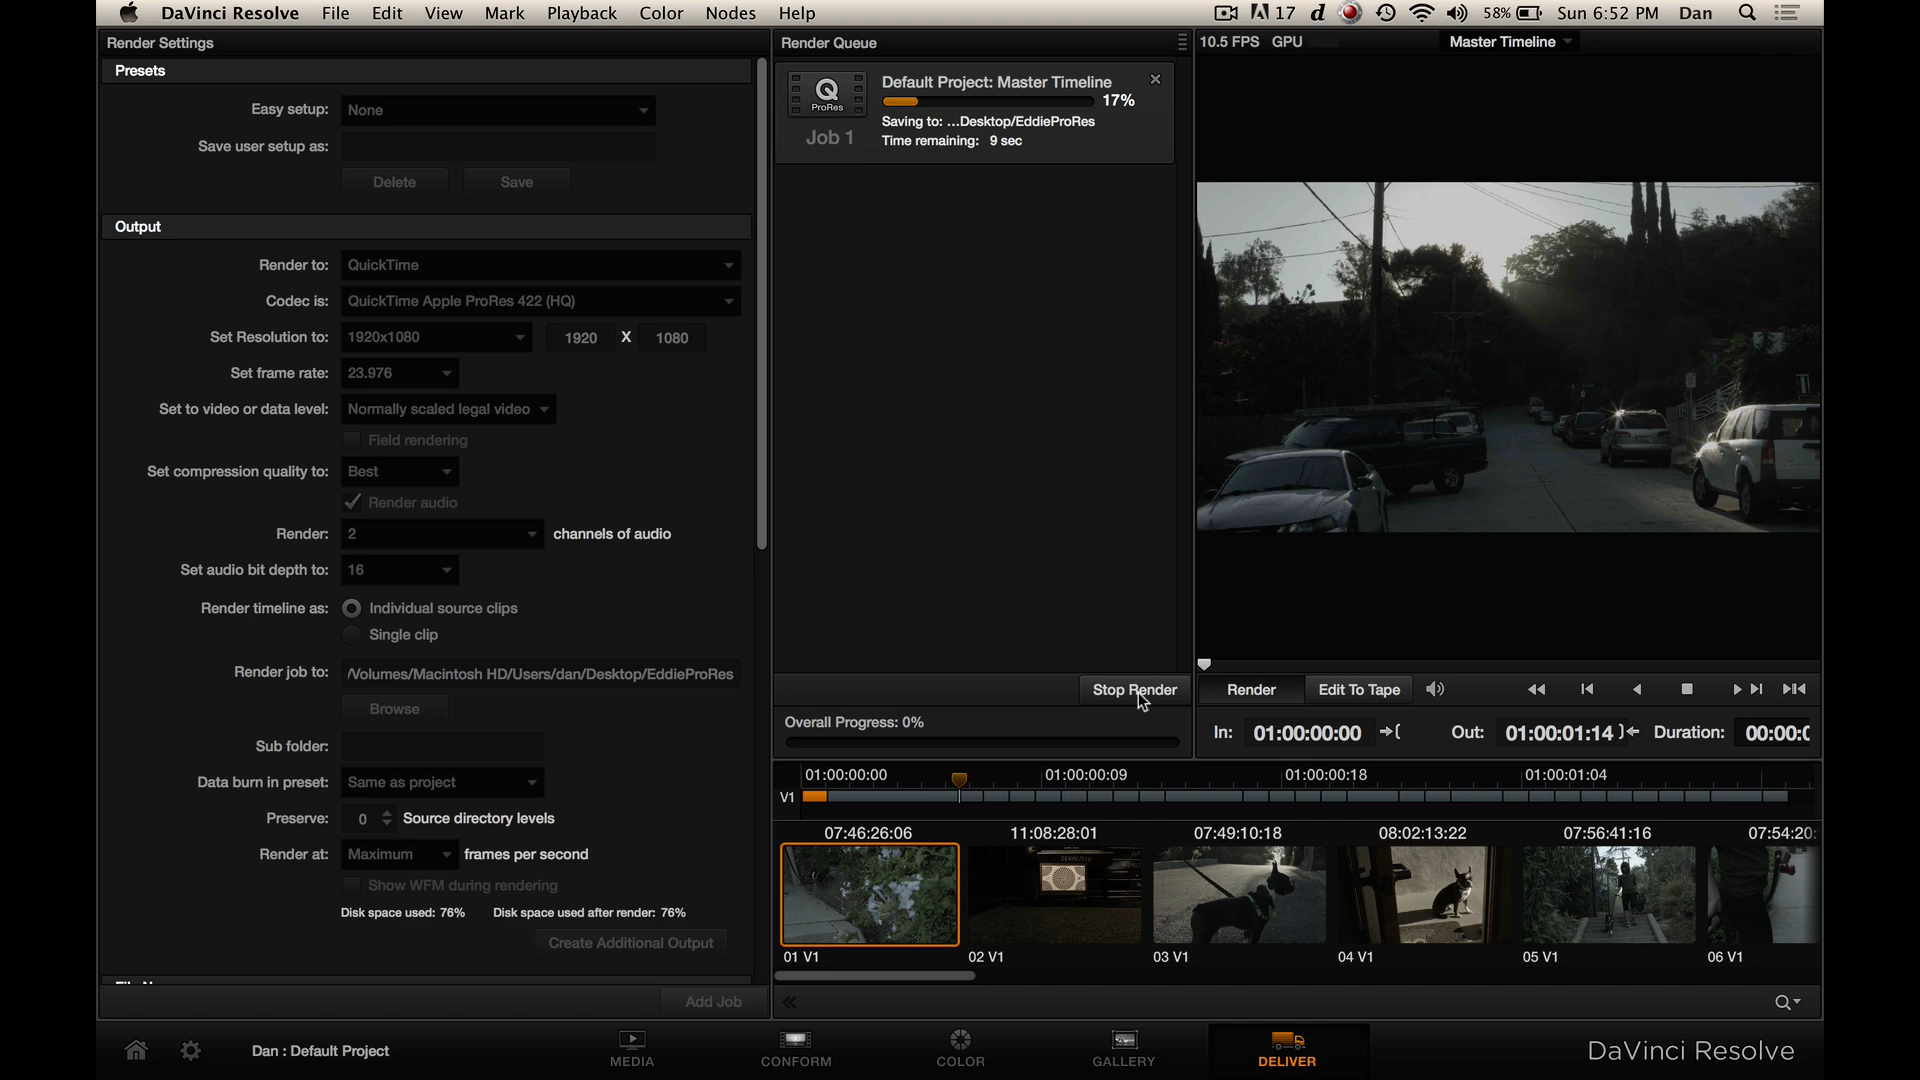 DaVinci Resolve File Edit View Mark Playback Color Nodes Help 17 d 58% Sun 6:52 PM Dan
Render Settings
Presets
Easy setup: None
Save user setup as:
Delete Save
Output
Render to: QuickTime
Codec is: QuickTime Apple ProRes 422 (HQ)
Set Resolution to: 1920x1080 1920 X 1080
Set frame rate: 23.976
Set to video or data level: Normally scaled legal video
Field rendering
Set compression quality to: Best
Render audio
Render: 2 channels of audio
Set audio bit depth to: 16
Render timeline as: Individual source clips
Single clip
Render job to: /Volumes/Macintosh HD/Users/dan/Desktop/EddieProRes
Browse
Sub folder:
Data burn in preset: Same as project
Preserve: 0 Source directory levels
Render at: Maximum frames per second
Show WFM during rendering
Disk space used: 76% Disk space used after render: 76%
Create Additional Output
Add Job
Render Queue
Q
ProRes
Job 1
Default Project: Master Timeline
17%
Saving to: ...Desktop/EddieProRes
Time remaining: 9 sec
Stop Render
Overall Progress: 0%
10.5 FPS GPU Master Timeline
Render Edit To Tape
In: 01:00:00:00 Out: 01:00:01:14 Duration: 00:00:0
01:00:00:00 01:00:00:09 01:00:00:18 01:00:01:04
V1
07:46:26:06 11:08:28:01 07:49:10:18 08:02:13:22 07:56:41:16 07:54:20:
01 V1 02 V1 03 V1 04 V1 05 V1 06 V1
Dan : Default Project
MEDIA CONFORM COLOR GALLERY DELIVER
DaVinci Resolve